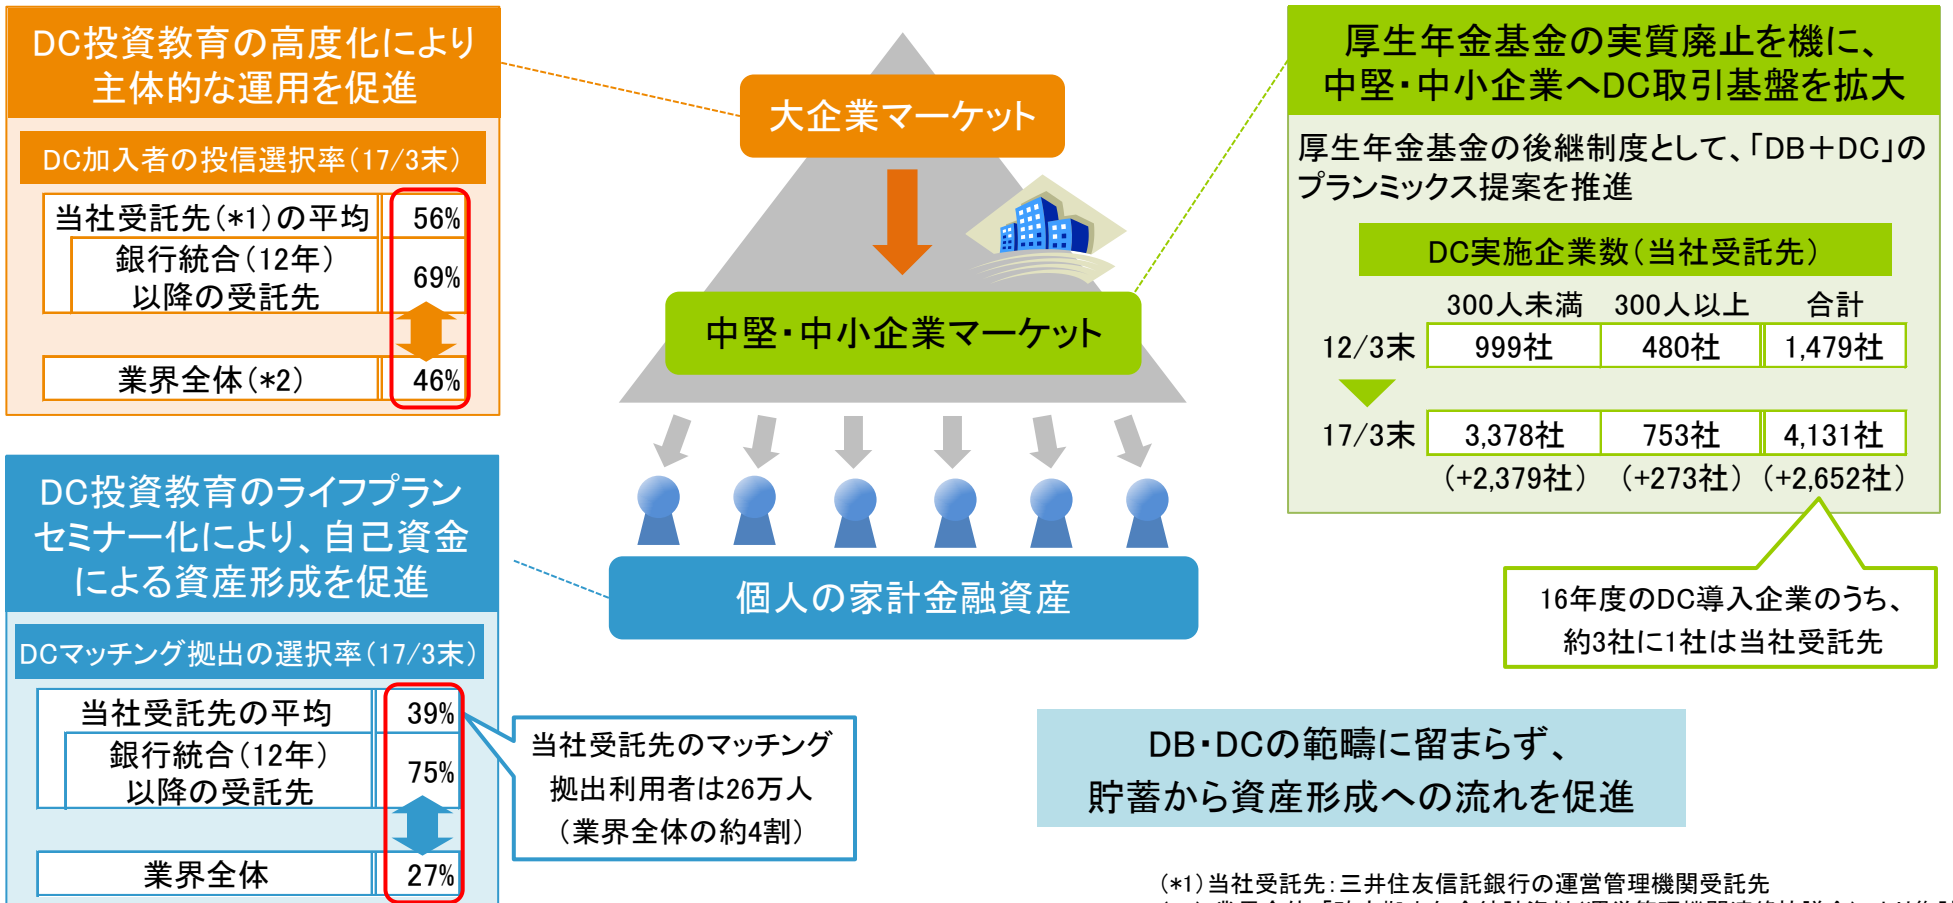 DC投資教育の高度化により
主体的な運用を促進
DC加入者の投信選択率(17/3末)
当社受託先(*1)の平均 56%
銀行統合(12年)
以降の受託先 69%
業界全体(*2) 46%
DC投資教育のライフプラン
セミナー化により、自己資金
による資産形成を促進
DCマッチング拠出の選択率(17/3末)
当社受託先の平均 39%
銀行統合(12年)
以降の受託先 75%
業界全体 27%
当社受託先のマッチング
拠出利用者は26万人
(業界全体の約4割)
大企業マーケット
中堅・中小企業マーケット
個人の家計金融資産
厚生年金基金の実質廃止を機に、
中堅・中小企業へDC取引基盤を拡大
厚生年金基金の後継制度として、「DB+DC」の
プランミックス提案を推進
DC実施企業数(当社受託先)
300人未満 300人以上 合計
12/3末 999社 480社 1,479社
17/3末 3,378社 753社 4,131社
(+2,379社) (+273社) (+2,652社)
16年度のDC導入企業のうち、
約3社に1社は当社受託先
DB・DCの範疇に留まらず、
貯蓄から資産形成への流れを促進
(*1)当社受託先:三井住友信託銀行の運営管理機関受託先